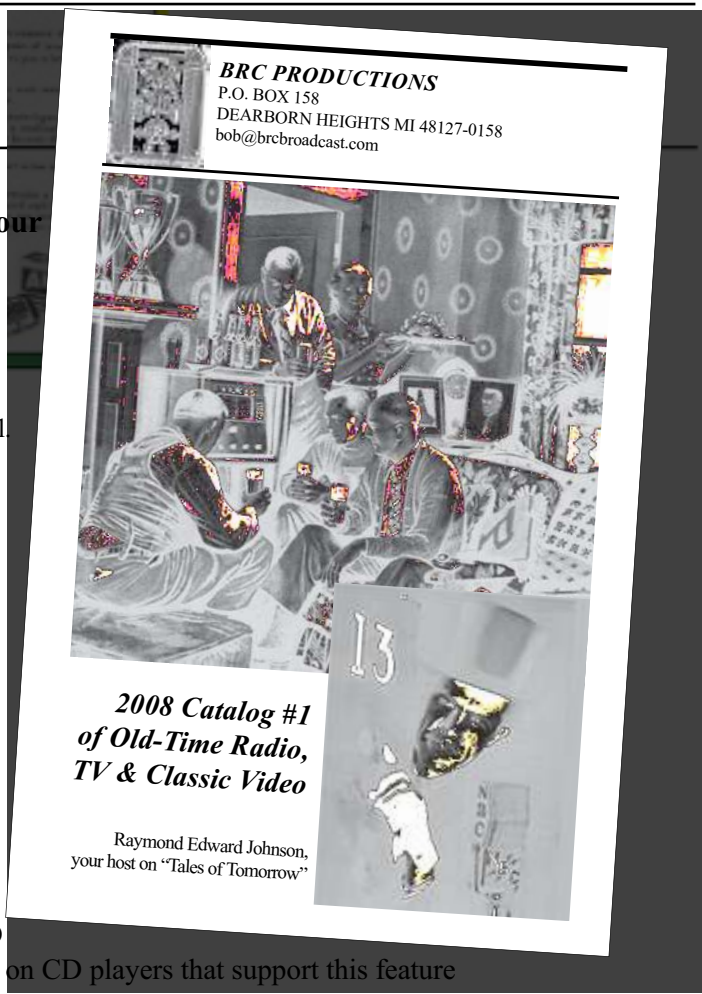 BRC PRODUCTIONS
P.O. BOX 158
DEARBORN HEIGHTS MI 48127-0158
bob@brcbroadcast.com
our
l.
13
NBC
2008 Catalog #1
of Old-Time Radio,
TV & Classic Video
Raymond Edward Johnson,
your host on “Tales of Tomorrow”
on CD players that support this feature